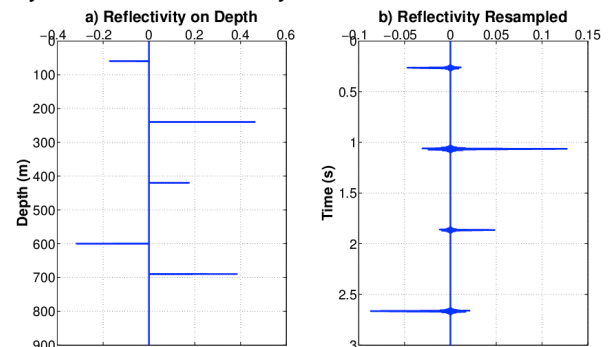 a) Reflectivity on Depth
−0.4 −0.2 0 0.2 0.4 0.6
0
100
200
300
400
500
600
700
800
900
Depth (m)
b) Reflectivity Resampled
−0.1 −0.05 0 0.05 0.1 0.15
0
0.5
1
1.5
2
2.5
3
Time (s)